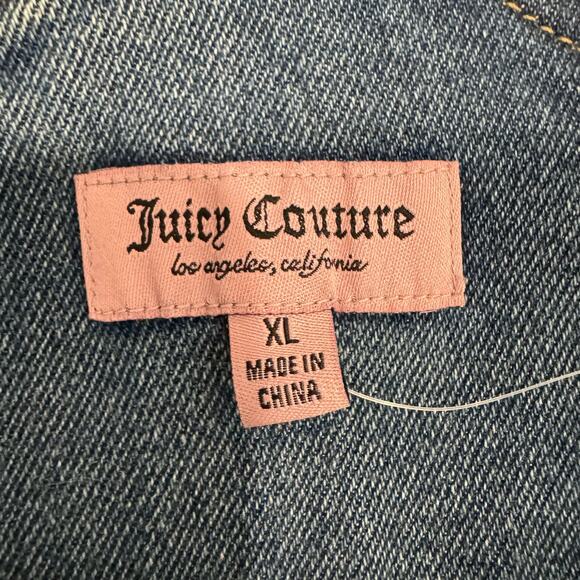 Juicy Couture
los angeles, california
XL
MADE IN
CHINA